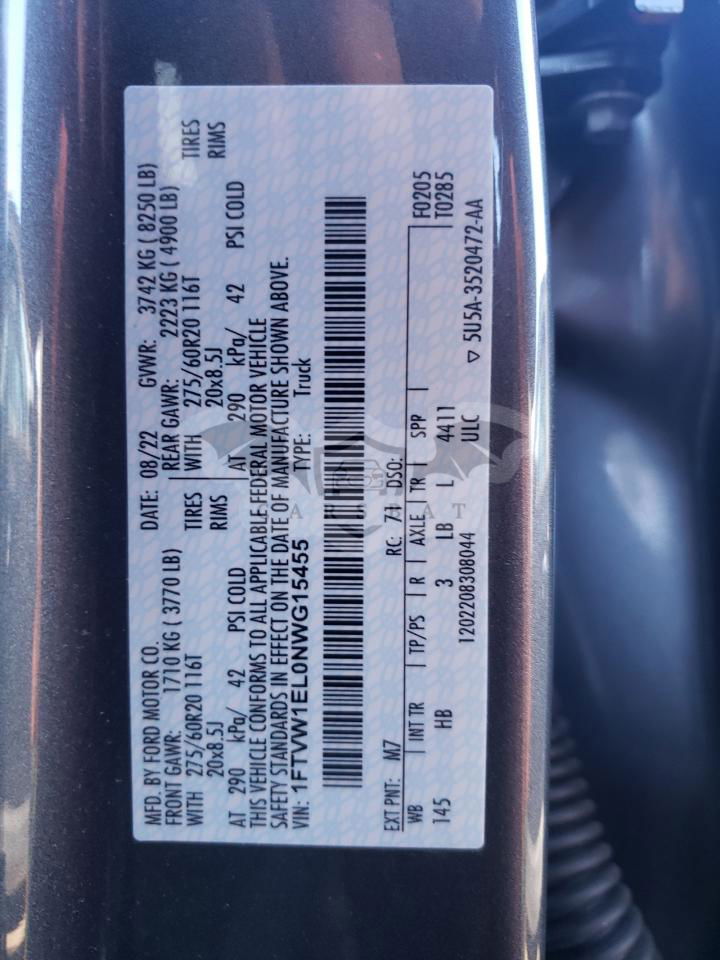 MFD. BY FORD MOTOR CO. DATE: 08/22 GVWR: 3742 KG ( 8250 LB)
FRONT GAWR: 1710 KG ( 3770 LB) REAR GAWR: 2223 KG ( 4900 LB)
WITH 275/60R20 116T TIRES WITH 275/60R20 116T TIRES
20x8.5J RIMS 20x8.5J RIMS
AT 290 kPa/ 42 PSI COLD AT 290 kPa/ 42 PSI COLD
THIS VEHICLE CONFORMS TO ALL APPLICABLE FEDERAL MOTOR VEHICLE
SAFETY STANDARDS IN EFFECT ON THE DATE OF MANUFACTURE SHOWN ABOVE.
VIN: 1FTVW1EL0NWG15455 TYPE: Truck
EXT PNT: M7 RC: 71 DSO: F0205
WB INT TR TP/PS R AXLE TR SPP T0285
145 HB 3 LB L 4411
1202208308044 ULC ▽ 5U5A-3520472-AA